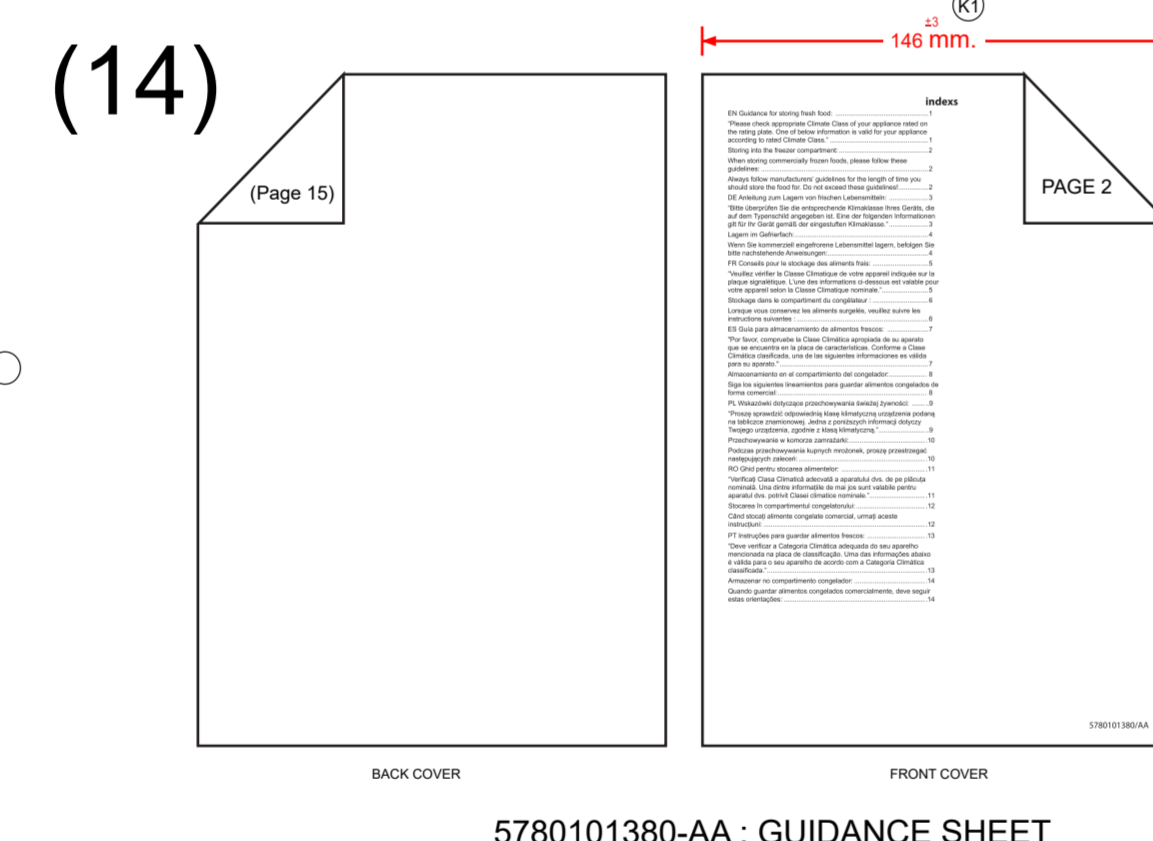 (14)
K1
±3
146 mm.
(Page 15)
PAGE 2
indexs
EN Guidance for storing fresh food: ................................................1
"Please check appropriate Climate Class of your appliance rated on
the rating plate. One of below information is valid for your appliance
according to rated Climate Class." ....................................................1
Storing into the freezer compartment: ................................................2
When storing commercially frozen foods, please follow these
guidelines: ................................................2
Always follow manufacturers' guidelines for the length of time you
should store the food for. Do not exceed these guidelines!................2
DE Anleitung zum Lagern von frischen Lebensmitteln: ....................3
"Bitte überprüfen Sie die entsprechende Klimaklasse Ihres Geräts, die
auf dem Typenschild angegeben ist. Eine der folgenden Informationen
gilt für Ihr Gerät gemäß der eingestuften Klimaklasse."....................3
Lagern im Gefrierfach:................................................4
Wenn Sie kommerziell eingefrorene Lebensmittel lagern, befolgen Sie
bitte nachstehende Anweisungen:................................................4
FR Conseils pour le stockage des aliments frais: ............................5
"Veuillez vérifier la Classe Climatique de votre appareil indiquée sur la
plaque signalétique. L'une des informations ci-dessous est valable pour
votre appareil selon la Classe Climatique nominale."........................5
Stockage dans le compartiment du congélateur : ............................6
Lorsque vous conservez les aliments surgelés, veuillez suivre les
instructions suivantes : ................................................6
ES Guía para almacenamiento de alimentos frescos: ....................7
"Por favor, compruebe la Clase Climática apropiada de su aparato
que se encuentra en la placa de características. Conforme a Clase
Climática clasificada, una de las siguientes informaciones es válida
para su aparato."................................................7
Almacenamiento en el compartimiento del congelador:.................... 8
Siga los siguientes lineamientos para guardar alimentos congelados de
forma comercial:................................................ 8
PL Wskazówki dotyczące przechowywania świeżej żywności: ........9
"Proszę sprawdzić odpowiednią klasę klimatyczną urządzenia podaną
na tabliczce znamionowej. Jedna z poniższych informacji dotyczy
Twojego urządzenia, zgodnie z klasą klimatyczną."........................9
Przechowywanie w komorze zamrażarki:........................................10
Podczas przechowywania kupnych mrożonek, proszę przestrzegać
następujących zaleceń: ................................................10
RO Ghid pentru stocarea alimentelor: ............................................11
"Verificați Clasa Climatică adecvată a aparatului dvs. de pe plăcuța
nominală. Una dintre informațiile de mai jos sunt valabile pentru
aparatul dvs. potrivit Clasei climatice nominale."............................11
Stocarea în compartimentul congelatorului: ....................................12
Când stocați alimente congelate comercial, urmați aceste
instrucțiuni: ................................................12
PT Instruções para guardar alimentos frescos: ................................13
"Deve verificar a Categoria Climática adequada do seu aparelho
mencionada na placa de classificação. Uma das informações abaixo
é válida para o seu aparelho de acordo com a Categoria Climática
classificada."................................................13
Armazenar no compartimento congelador: ....................................14
Quando guardar alimentos congelados comercialmente, deve seguir
estas orientações: ................................................14
5780101380/AA
BACK COVER
FRONT COVER
5780101380-AA : GUIDANCE SHEET